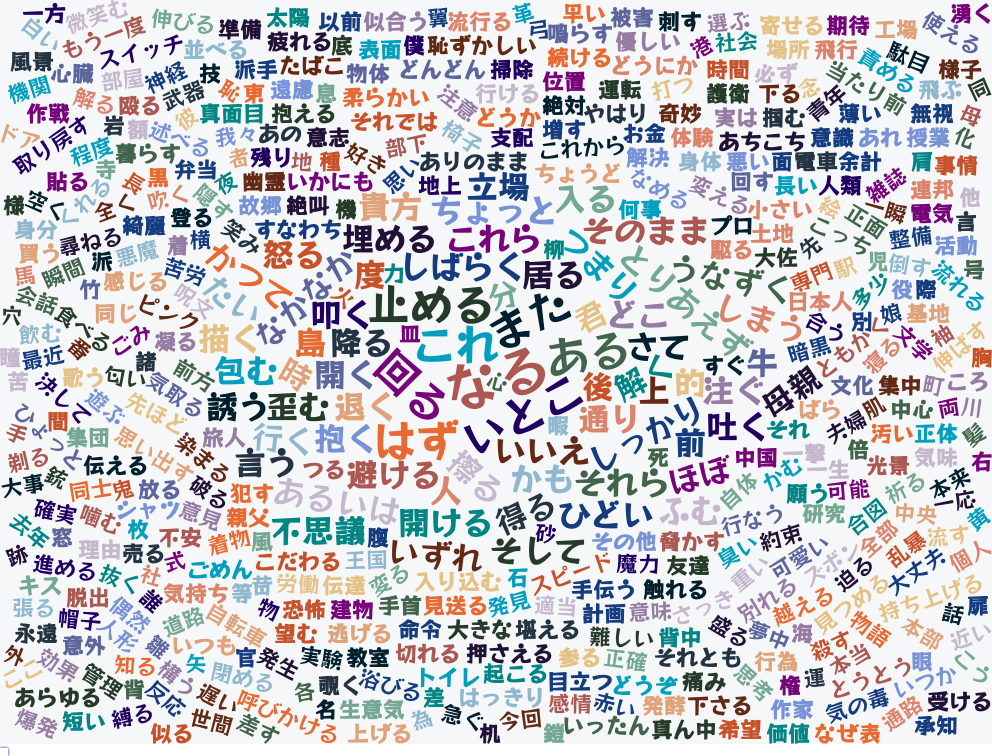 一方 微笑む 伸びる 準備 太陽 以前 似合う 翼 流行る 革 早い 被害 刺す 選ぶ 寄せる 期待 工場 使える 湧く
白い もう一度 スイッチ 並べる 疲れる 底 表面 僕 恥ずかしい 弓 鳴らす 優しい 港 社会 場所 飛行 責める 駄目 様子
風景 心臓 部屋 神経 技 派手 たばこ 物体 どんどん 掃除 続ける どうにか 時間 必ず 念 当たり前 飛ぶ 同
機関 解る 殴る 武器 恥 東 遠慮 息 柔らかい 注意 行ける 位置 運転 打つ 護衛 下る 青年 薄い 無視 母
作戦 岩 額 述べる 彼 真面目 抱える それでは どうか 絶対 やはり 奇妙 実は 掴む 意識 あれ 授業 化
ドア 取り戻す 程度 暮らす 我々 あの 意志 部下 椅子 支配 増す お金 体験 あちこち これから
寺 弁当 者 残り 地 種 好き 思い ありのまま ちょうど 解決 身体 悪い 面 電車 余計 肩 事情
貼る 長 黒 幽霊 いかにも 地上 立場 入る なめる 変える 回す 長い 人類 雑誌 連邦 他
様 空く くれる 全く 吹く 隠す 夜 故郷 絶叫 機 貴方 ちょっと 何事 小さい 絵 正面 一瞬 電気 言
身分 綺麗 登る 笑み すなわち 埋める これら 柳 そのまま プロ 土地 こっち 整備 活動
買う 尋ねる 派 悪魔 着 横 かつて 怒る なかなか 度 力 しばらく 居る つまり とりあえず うなずく 駆る 大佐 先 児 倒す 流れる 号
馬 瞬間 竹 感じる 苦労 呪文 たい 火 止める 分 君 どこ しまう 専門 駅 日本人 多少 役 際
穴 会話 食べる 同じ ピンク 叩く また 合う 別 娘 基地
飲む 番 ごみ 凝る 描く 島 降る 皿 これ ある さて すぐ 牛 暗黒 ともかく 寝る 文学 袖 伸ばす 胸
瞳 最近 諸 前方 包む 時 開く 回る 心 なる いとこ 後 解く 上 的 注ぐ 母親 文化 集中 町 ころ
苦 決して 歌う 匂い 気取る 誘う 歪む 退く 暇 通り ばら 夫婦 肌 中心 両 川
ひょっと 間 遊ぶ 先ほど 旅人 行く 抱く はず いいえ しっかり 前 吐く それ 倍 汚い 正体 髪
手 集団 思い出す 染まる 言う つる 避ける 擦る 死 ほぼ 中国 一撃 一生 光景 気味 右
剃る 銃 伝える 破る 犯す あるいは 人 かも それら 自体 かむ 願う 可能 祈る 本来
大事 同士 鬼 放る 親父 不思議 腹 開ける 得る ひどい ふむ 行なう 研究 合図 中央 一応
確実 噛む シャツ 意見 着物 風 砂 その他 脅かす 臭い 約束 全部 乱暴 流す 黄
去年 窓 枚 不安 こだわる 王国 いずれ そして 魔力 友達 可愛い ズボン 迫る 大丈夫 個人
跡 進める 理由 売る 式 ごめん 苗 労働 伝達 変る 入り込む 石 スピード 手伝う 触れる 重い 見つめる 持ち上げる
キス 脱出 抜く 社 誰 気持ち 等 物 恐怖 建物 手首 見送る 発見 適当 計画 意味 さっき 別れる 越える 物語 話 扉
張る 帽子 偶然 人形 道路 自転車 望む 逃げる 命令 大きな 堪える 難しい 背中 盛る 夢中 海 殺す 本部 近い
永遠 意外 雛 いつも 官 発生 実験 教室 切れる 押さえる 参る 正確 それとも 行為 本当 とうとう 眼
外 効果 知る 構う 矢 閉める 各 覗く 浴びる トイレ 起こる 目立つ どうぞ 痛み 思考 権 運 いつか
ここ あらゆる 管理 背 反応 遅い 呼びかける 名 生意気 差 はっきり 感情 赤い 発酵 下さる 作家 気の毒 通路 受ける
爆発 短い 縛る 似る 世間 差す 上げる 為 急ぐ 机 今回 鎧 いったん 真ん中 希望 価値 なぜ 表 承知